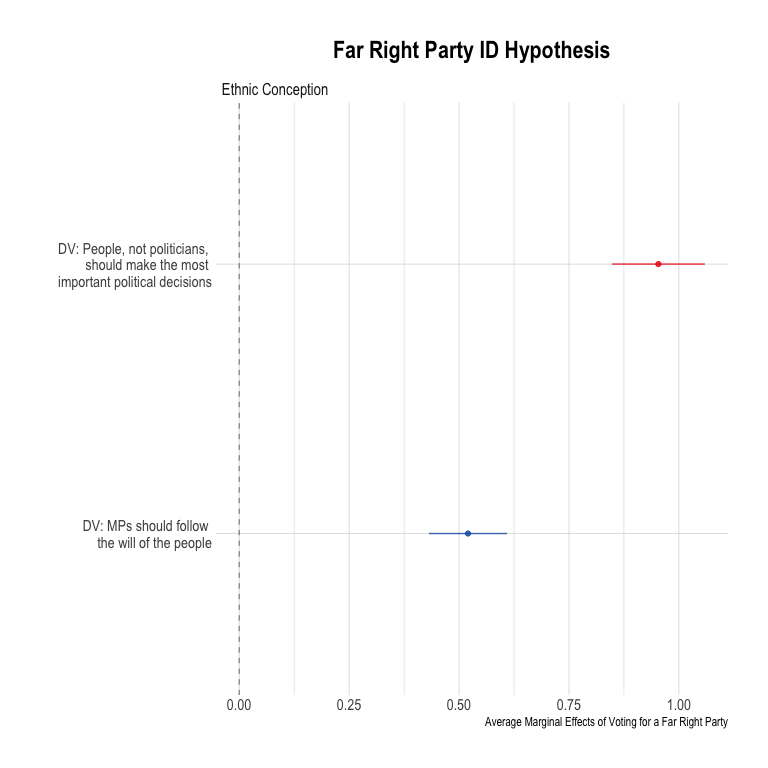 Far Right Party ID Hypothesis
Ethnic Conception
DV: People, not politicians,
should make the most
important political decisions
DV: MPs should follow
the will of the people
0.00 0.25 0.50 0.75 1.00
Average Marginal Effects of Voting for a Far Right Party